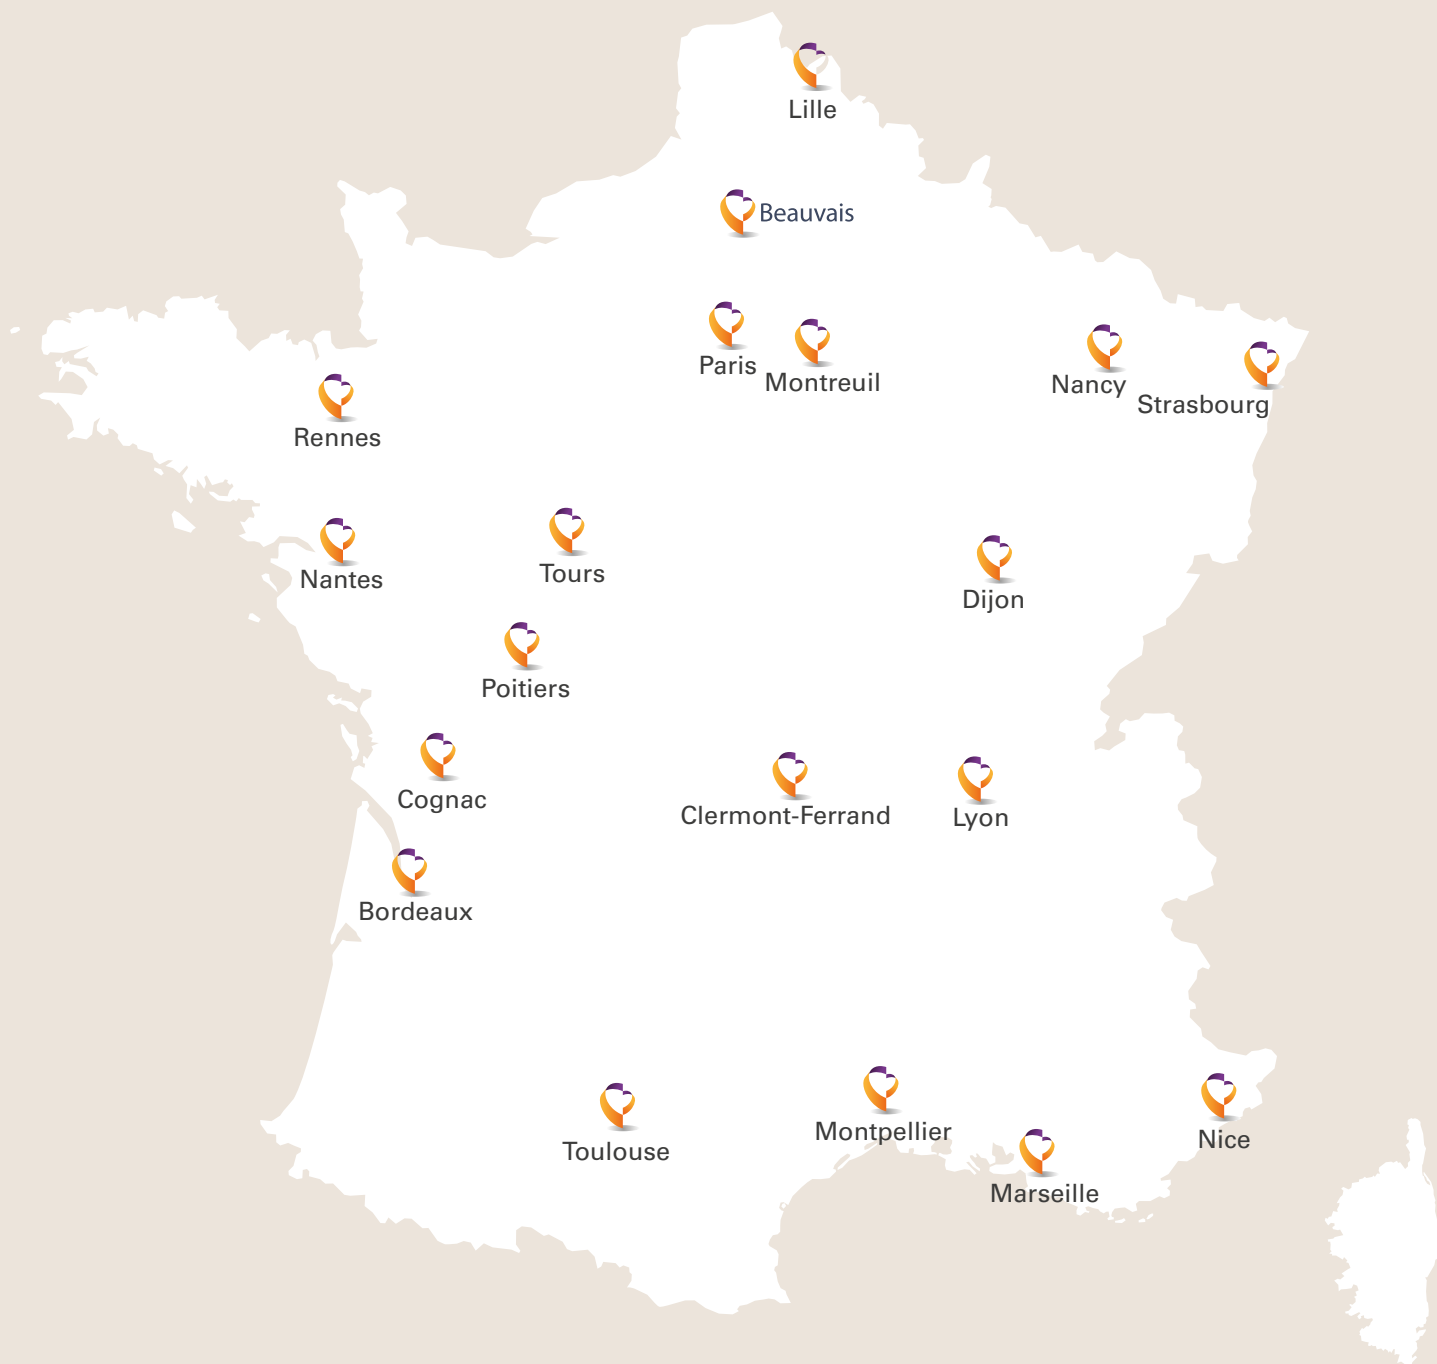 Lille
Beauvais
Paris
Montreuil
Nancy
Strasbourg
Rennes
Nantes
Tours
Dijon
Poitiers
Cognac
Clermont-Ferrand
Lyon
Bordeaux
Toulouse
Montpellier
Nice
Marseille